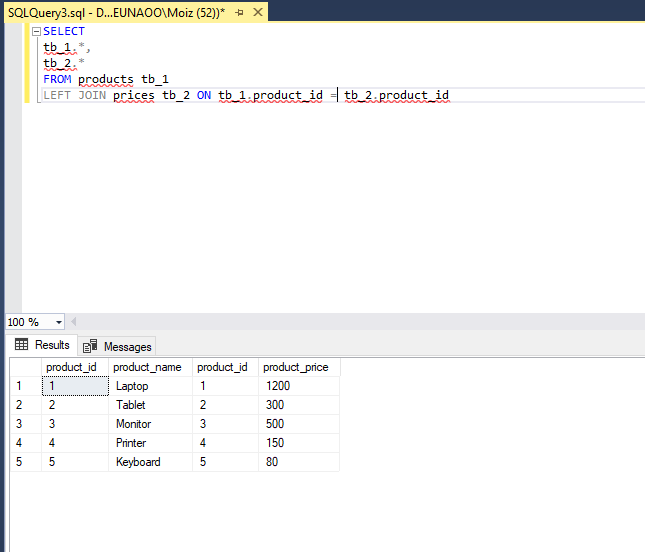 SQLQuery3.sql - D...EUNAOO\Moiz (52))*
SELECT
tb_1.*,
tb_2.*
FROM products tb_1
LEFT JOIN prices tb_2 ON tb_1.product_id = tb_2.product_id
100 %
Results Messages
product_id product_name product_id product_price
1 1 Laptop 1 1200
2 2 Tablet 2 300
3 3 Monitor 3 500
4 4 Printer 4 150
5 5 Keyboard 5 80